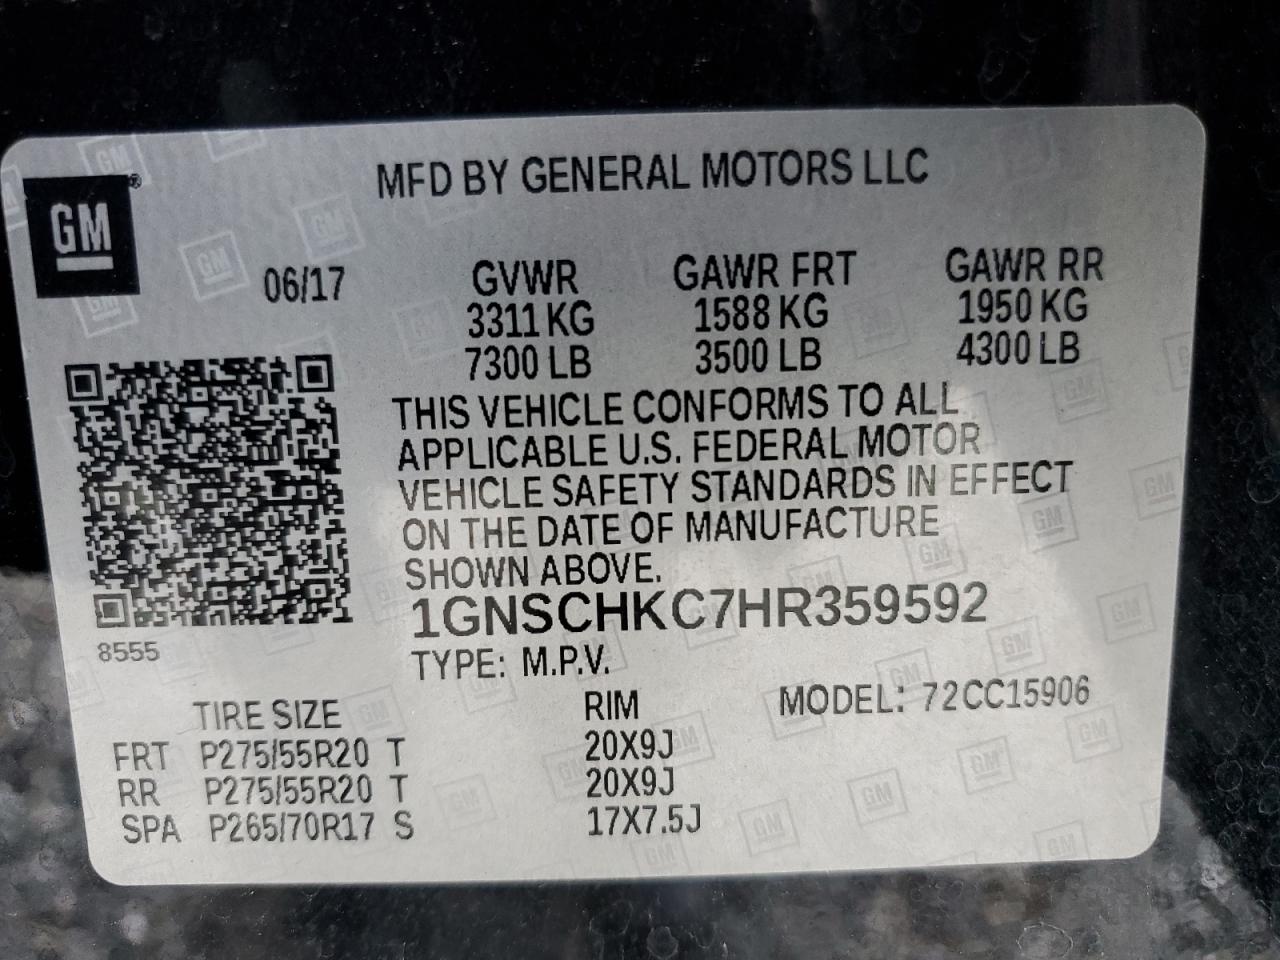 MFD BY GENERAL MOTORS LLC
GM®
06/17 GVWR GAWR FRT GAWR RR
3311 KG 1588 KG 1950 KG
7300 LB 3500 LB 4300 LB
THIS VEHICLE CONFORMS TO ALL
APPLICABLE U.S. FEDERAL MOTOR
VEHICLE SAFETY STANDARDS IN EFFECT
ON THE DATE OF MANUFACTURE
SHOWN ABOVE.
1GNSCHKC7HR359592
8555
TYPE: M.P.V.
MODEL: 72CC15906
TIRE SIZE RIM
FRT P275/55R20 T 20X9J
RR P275/55R20 T 20X9J
SPA P265/70R17 S 17X7.5J